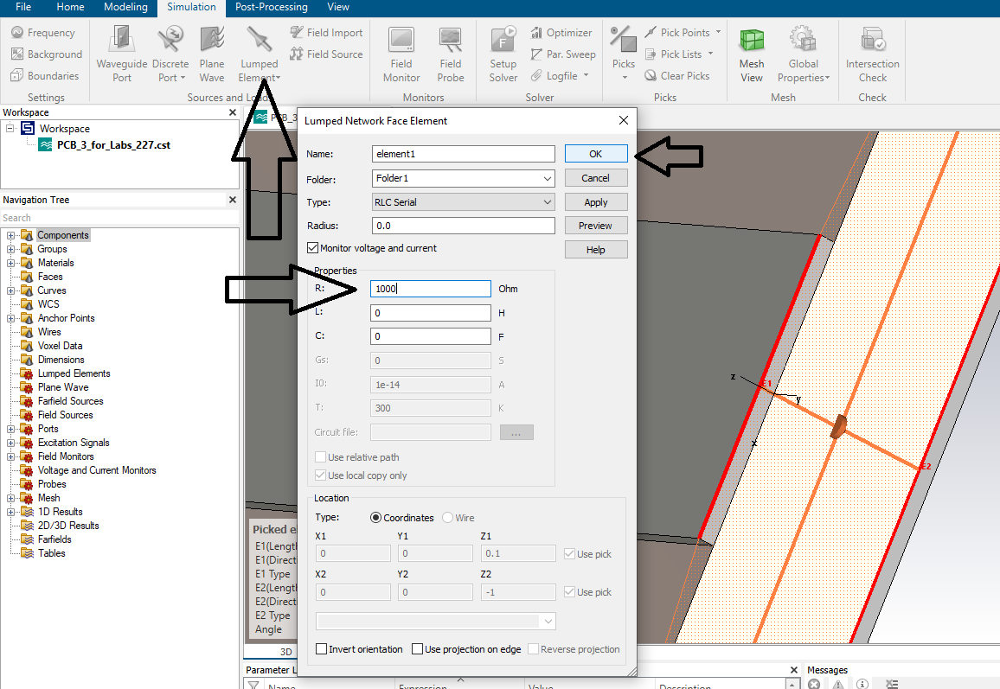 File Home Modeling Simulation Post-Processing View
Frequency
Background
Boundaries
Settings
Waveguide Port
Discrete Port
Plane Wave
Lumped Element
Sources and Lo
Field Import
Field Source
Field Monitor
Field Probe
Monitors
Setup Solver
Optimizer
Par. Sweep
Logfile
Solver
Picks
Pick Points
Pick Lists
Clear Picks
Picks
Mesh View
Global Properties
Mesh
Intersection Check
Check
Workspace
Workspace
PCB_3_for_Labs_227.cst
Navigation Tree
Search
Components
Groups
Materials
Faces
Curves
WCS
Anchor Points
Wires
Voxel Data
Dimensions
Lumped Elements
Plane Wave
Farfield Sources
Field Sources
Ports
Excitation Signals
Field Monitors
Voltage and Current Monitors
Probes
Mesh
1D Results
2D/3D Results
Farfields
Tables
PCB_3
Lumped Network Face Element
Name: element1 OK
Folder: Folder1 Cancel
Type: RLC Serial Apply
Radius: 0.0 Preview
Monitor voltage and current Help
Properties
R: 1000 Ohm
L: 0 H
C: 0 F
Gs: 0 S
I0: 1e-14 A
T: 300 K
Circuit file: ...
Use relative path
Use local copy only
Location
Type: Coordinates Wire
X1 Y1 Z1
0 0 0.1 Use pick
X2 Y2 Z2
0 0 -1 Use pick
Invert orientation Use projection on edge Reverse projection
z
E1
y
x
E2
Picked el
E1(Lengt
E1(Direct
E1 Type
E2(Lengt
E2(Direct
E2 Type
Angle
3D
Parameter L
Name Expression Value Description
Messages